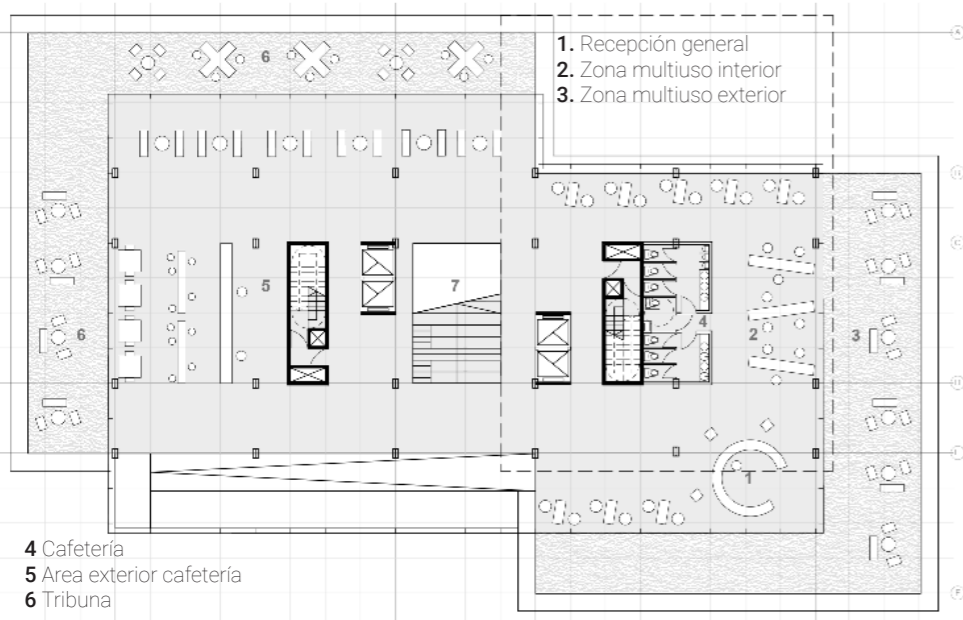 6
1. Recepción general
2. Zona multiuso interior
3. Zona multiuso exterior
5
7
4
2
3
6
1
4 Cafetería
5 Area exterior cafetería
6 Tribuna